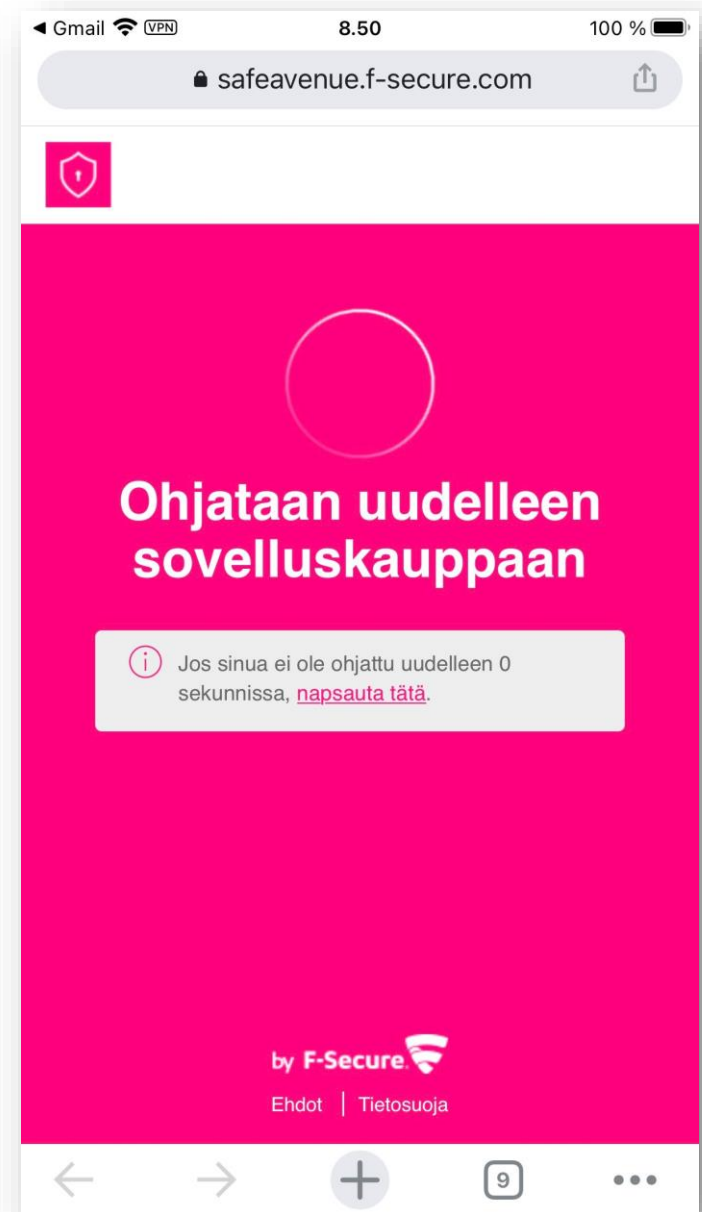 ◀ Gmail VPN 8.50 100 %
safeavenue.f-secure.com
Ohjataan uudelleen
sovelluskauppaan
Jos sinua ei ole ohjattu uudelleen 0
sekunnissa, napsauta tätä.
by F-Secure
Ehdot | Tietosuoja
9